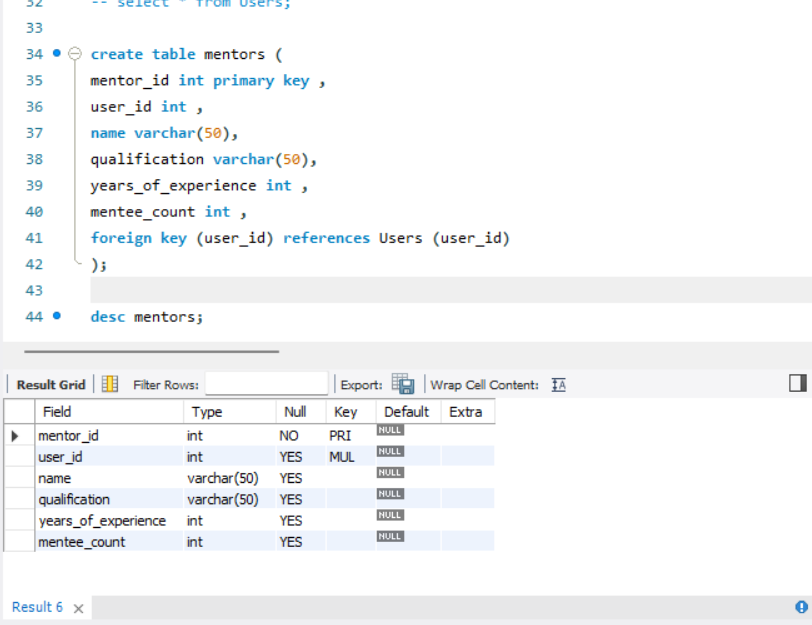 32 -- select * from Users;
33
34 create table mentors (
35 mentor_id int primary key ,
36 user_id int ,
37 name varchar(50),
38 qualification varchar(50),
39 years_of_experience int ,
40 mentee_count int ,
41 foreign key (user_id) references Users (user_id)
42 );
43
44 desc mentors;
Result Grid Filter Rows: Export: Wrap Cell Content: IA
Field Type Null Key Default Extra
mentor_id int NO PRI NULL
user_id int YES MUL NULL
name varchar(50) YES NULL
qualification varchar(50) YES NULL
years_of_experience int YES NULL
mentee_count int YES NULL
Result 6 ×